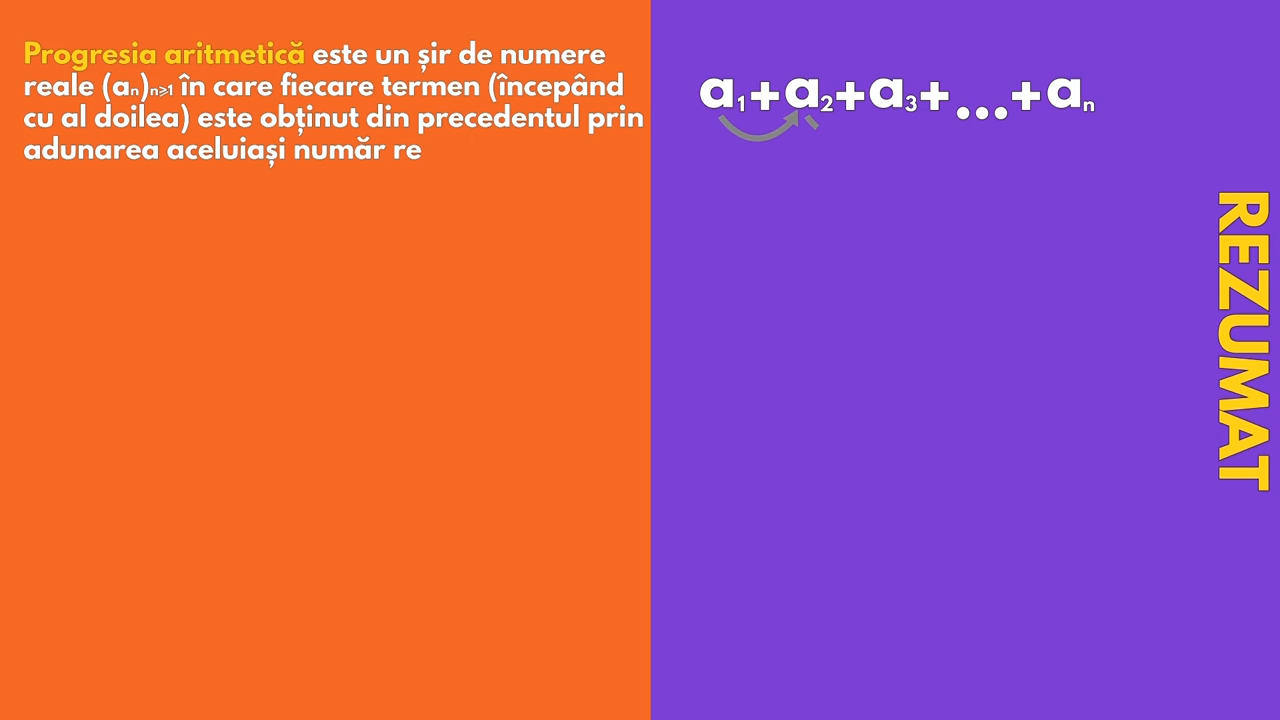 Progresia aritmetică este un șir de numere
reale (aₙ)ₙ⩾₁ în care fiecare termen (începând
cu al doilea) este obținut din precedentul prin
adunarea aceluiași număr re
a₁+a₂+a₃+...+aₙ
REZUMAT